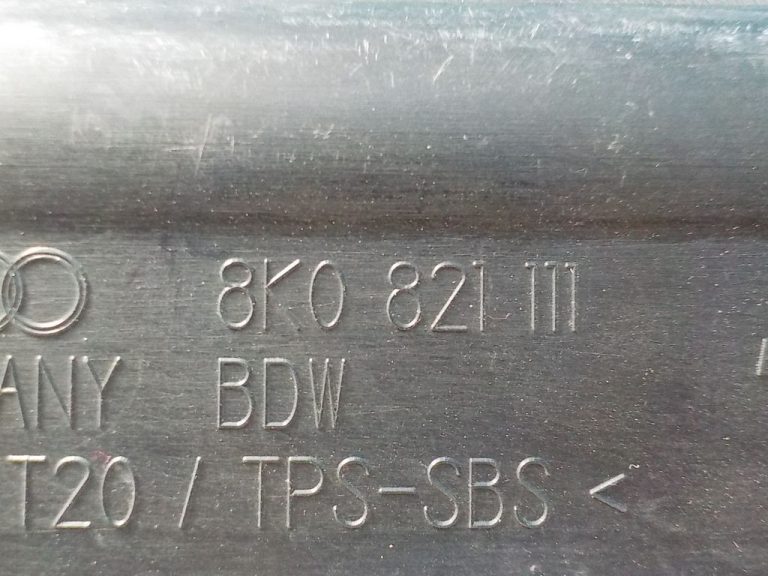 8K0 821 111
ANY BDW
T20 / TPS-SBS <